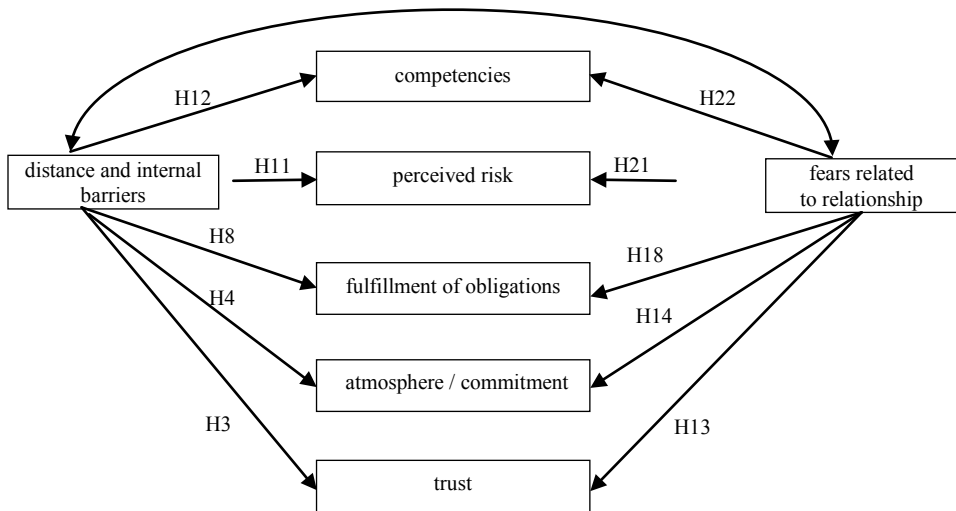 competencies
H12
H22
distance and internal
barriers
H11
perceived risk
H21
fears related
to relationship
H8
H18
fulfillment of obligations
H4
H14
atmosphere / commitment
H3
H13
trust